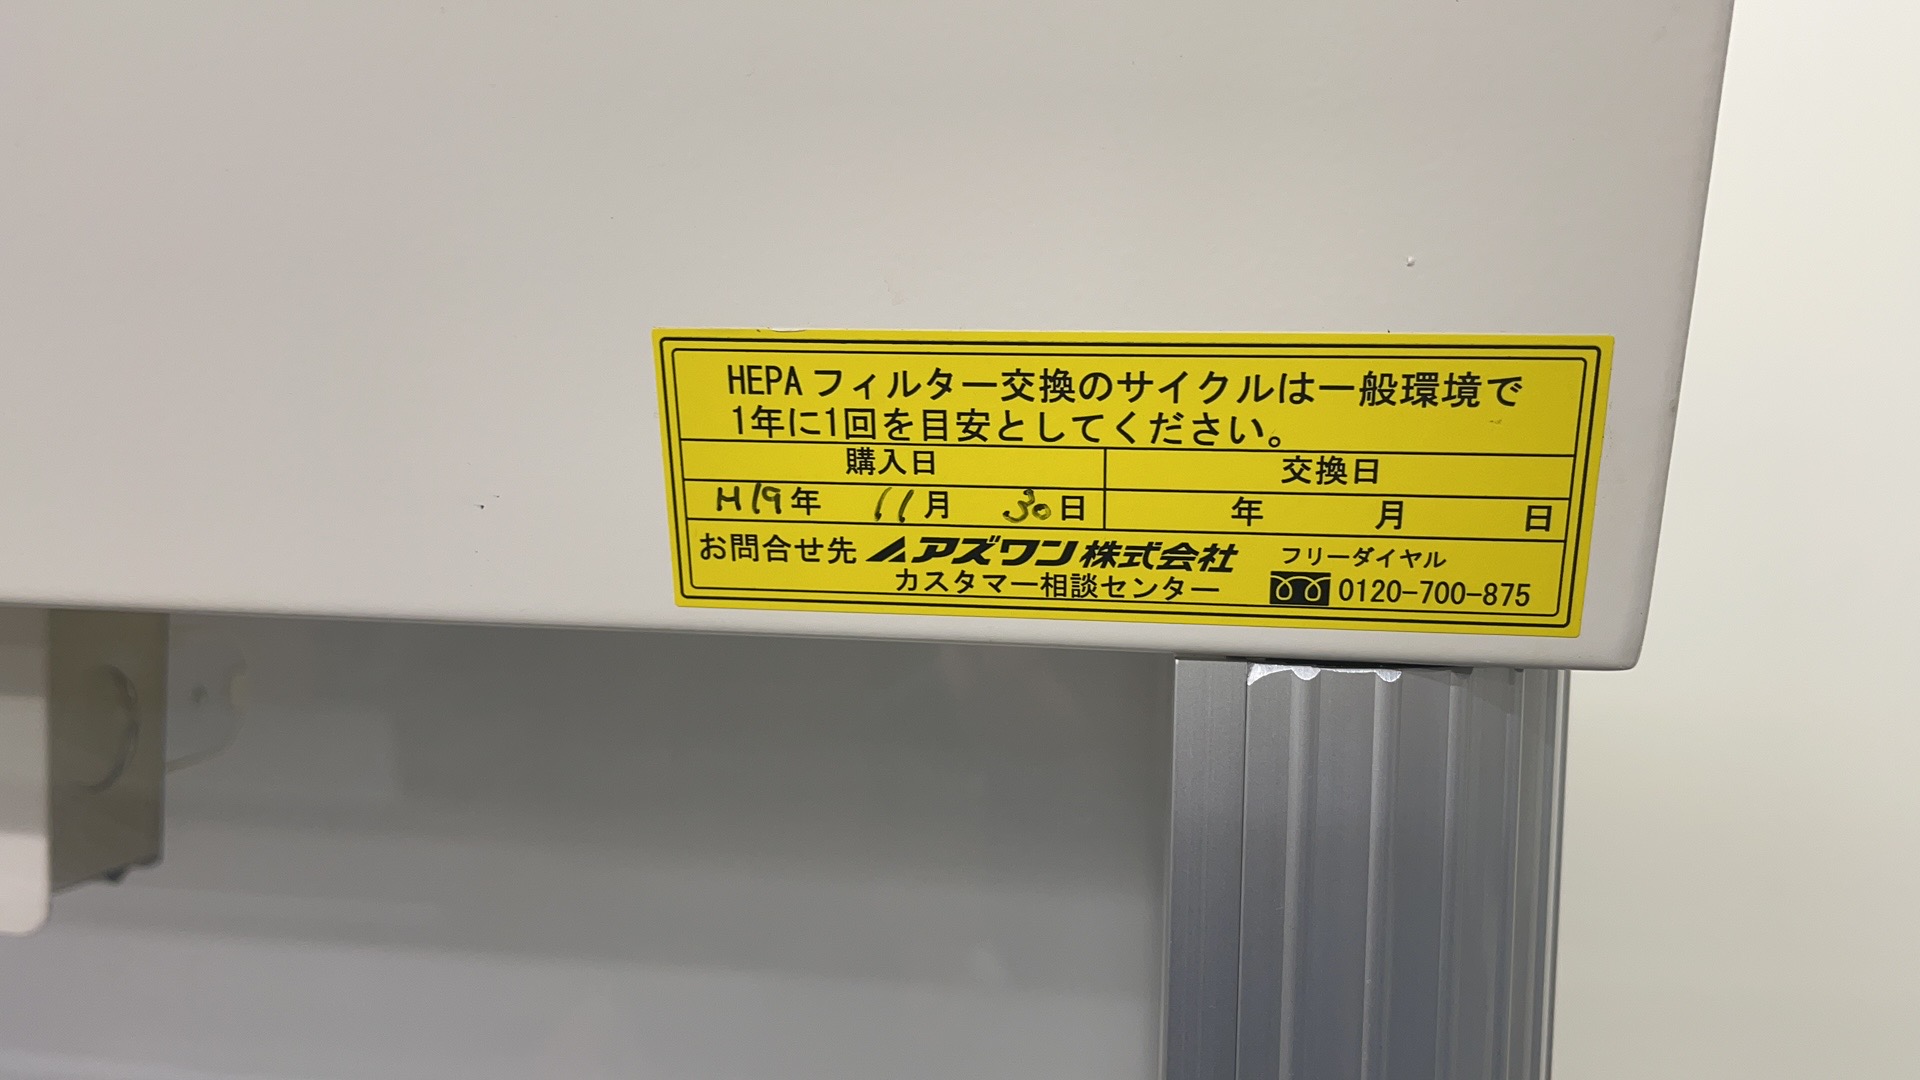 HEPAフィルター交換のサイクルは一般環境で
1年に1回を目安としてください。
購入日 交換日
H19年 11月 30日 年 月 日
お問合せ先 アズワン株式会社 フリーダイヤル
カスタマー相談センター 0120-700-875